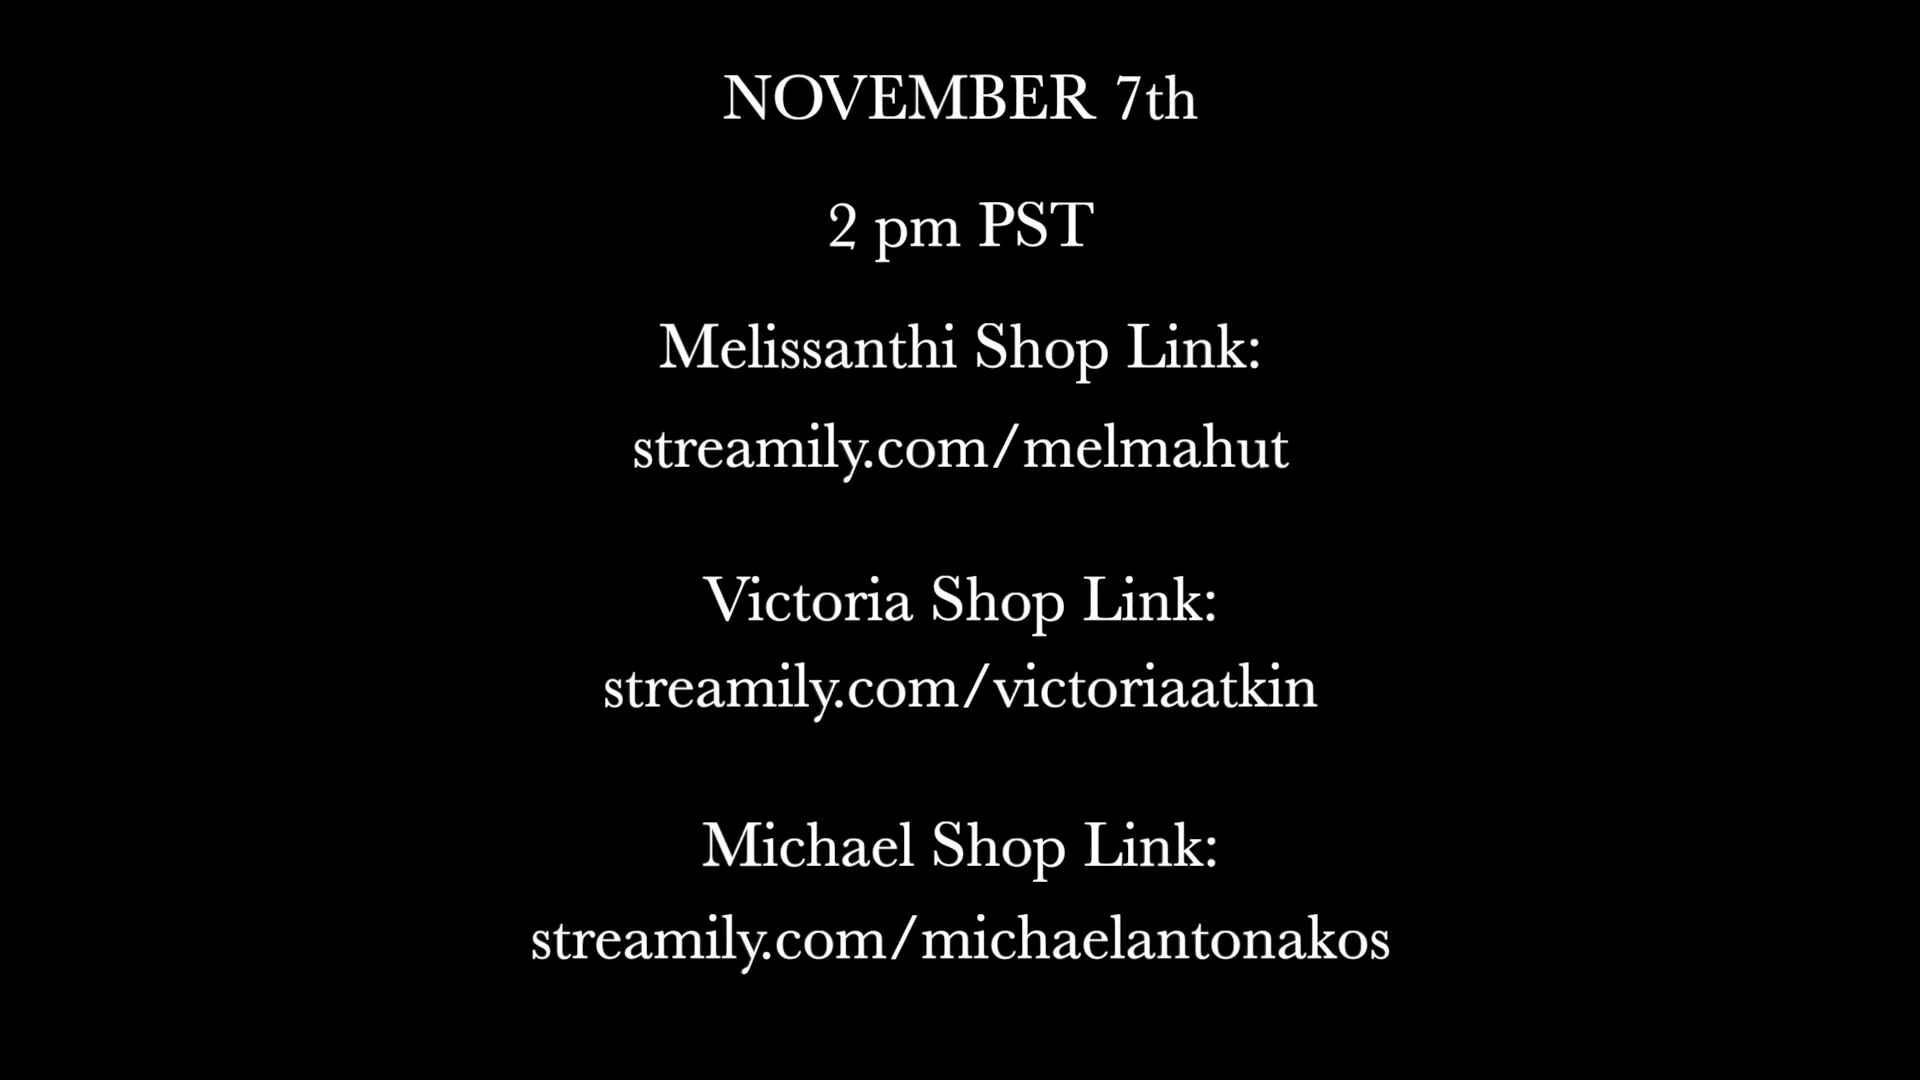 NOVEMBER 7th
2 pm PST
Melissanthi Shop Link:
streamily.com/melmahut
Victoria Shop Link:
streamily.com/victoriaatkin
Michael Shop Link:
streamily.com/michaelantonakos